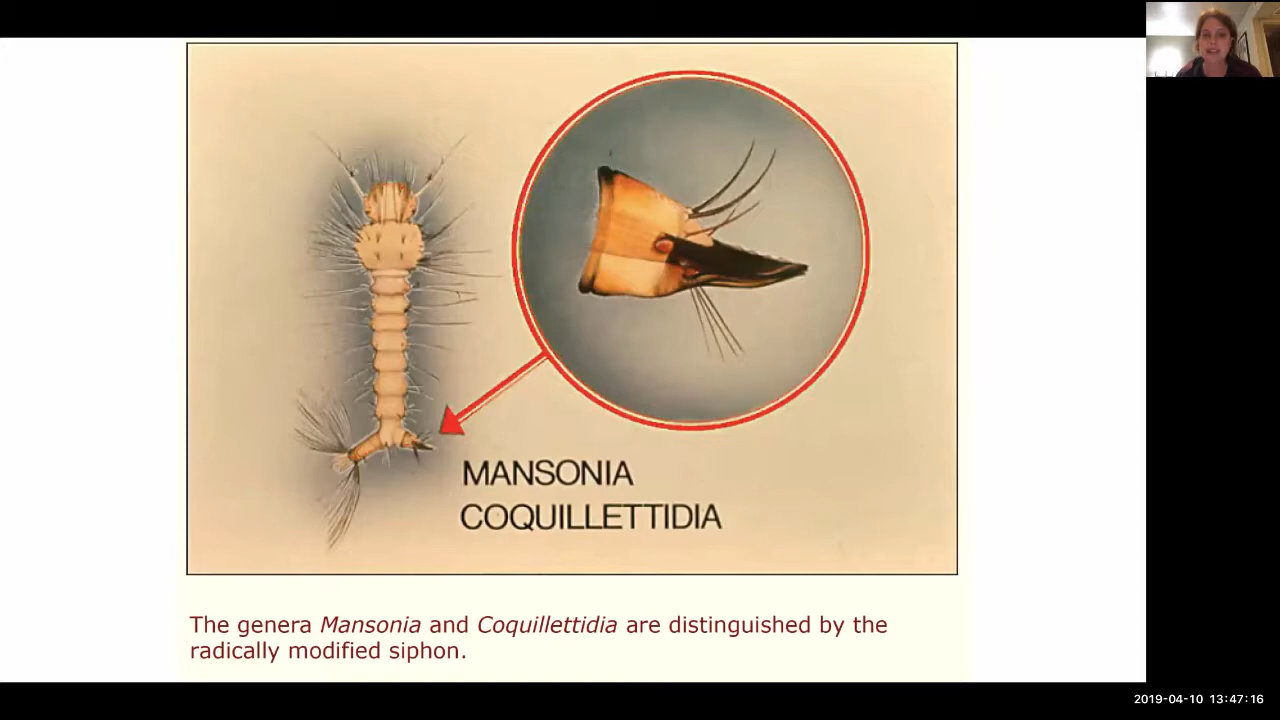 MANSONIA
COQUILLETTIDIA
The genera Mansonia and Coquillettidia are distinguished by the
radically modified siphon.
2019-04-10 13:47:16